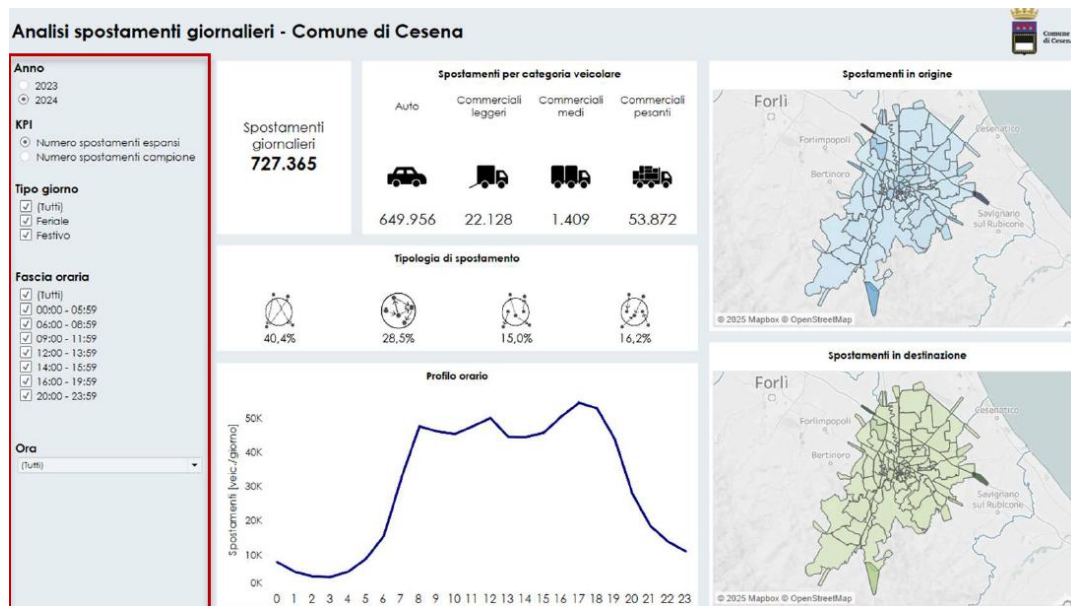 Analisi spostamenti giornalieri - Comune di Cesena
Comune
di Cesena
Anno
2023
2024
KPI
Numero spostamenti espansi
Numero spostamenti campione
Tipo giorno
(Tutti)
Feriale
Festivo
Fascia oraria
(Tutti)
00:00 - 05:59
06:00 - 08:59
09:00 - 11:59
12:00 - 13:59
14:00 - 15:59
16:00 - 19:59
20:00 - 23:59
Ora
(Tutti)
Spostamenti
giornalieri
727.365
Spostamenti per categoria veicolare
Auto
Commerciali
leggeri
Commerciali
medi
Commerciali
pesanti
649.956
22.128
1.409
53.872
Tipologia di spostamento
40,4%
28,5%
15,0%
16,2%
Profilo orario
Spostamenti [veic./giorno]
50K
40K
30K
20K
10K
0K
0 1 2 3 4 5 6 7 8 9 10 11 12 13 14 15 16 17 18 19 20 21 22 23
Spostamenti in origine
Forlì
Forlimpopoli
Cesenatico
Bertinoro
Savignano
sul Rubicone
© 2025 Mapbox © OpenStreetMap
Spostamenti in destinazione
Forlì
Forlimpopoli
Cesenatico
Bertinoro
Savignano
sul Rubicone
© 2025 Mapbox © OpenStreetMap